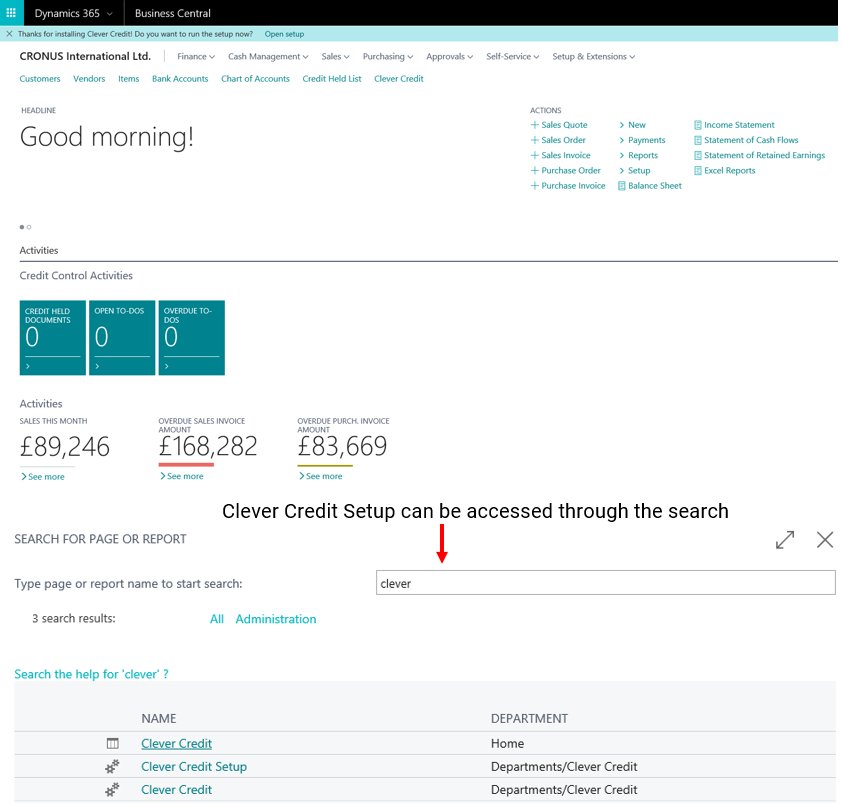 Dynamics 365 Business Central
Thanks for installing Clever Credit! Do you want to run the setup now? Open setup
CRONUS International Ltd. Finance Cash Management Sales Purchasing Approvals Self-Service Setup & Extensions
Customers Vendors Items Bank Accounts Chart of Accounts Credit Held List Clever Credit
HEADLINE
Good morning!
ACTIONS
Sales Quote New Income Statement
Sales Order Payments Statement of Cash Flows
Sales Invoice Reports Statement of Retained Earnings
Purchase Order Setup Excel Reports
Purchase Invoice Balance Sheet
Activities
Credit Control Activities
CREDIT HELD
DOCUMENTS
0
OPEN TO-DOS
0
OVERDUE TO-
DOS
0
Activities
SALES THIS MONTH
£89,246
See more
OVERDUE SALES INVOICE
AMOUNT
£168,282
See more
OVERDUE PURCH. INVOICE
AMOUNT
£83,669
See more
Clever Credit Setup can be accessed through the search
SEARCH FOR PAGE OR REPORT
Type page or report name to start search: clever
3 search results: All Administration
Search the help for 'clever' ?
NAME DEPARTMENT
Clever Credit Home
Clever Credit Setup Departments/Clever Credit
Clever Credit Departments/Clever Credit